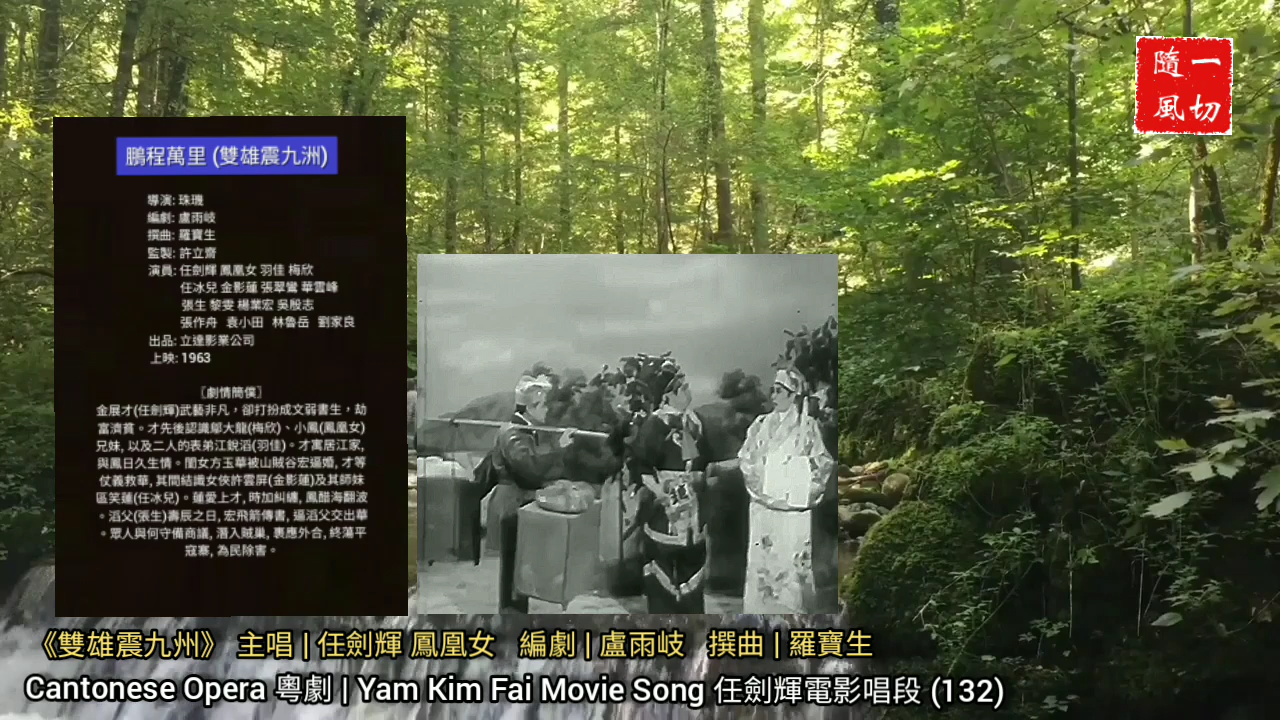 鵬程萬里 (雙雄震九洲)
導演: 珠璣
編劇: 盧雨岐
撰曲: 羅寶生
監製: 許立齋
演員: 任劍輝 鳳凰女 羽佳 梅欣
任冰兒 金影蓮 張翠鸞 華雲峰
張生 黎雯 楊業宏 吳殷志
張作舟 袁小田 林魯岳 劉家良
出品: 立達影業公司
上映: 1963
〖劇情簡僕〗
金展才(任劍輝)武藝非凡，卻打扮成文弱書生，劫
富濟貧。才先後認識鄔大龍(梅欣)、小鳳(鳳凰女)
兄妹, 以及二人的表弟江銳滔(羽佳)。才寓居江家,
與鳳日久生情。閨女方玉華被山賊谷宏逼婚, 才等
仗義救華, 其間結識女俠許雲屏(金影蓮)及其師妹
區笑蓮(任冰兒)。蓮愛上才, 時加糾纏, 鳳醋海翻波
。滔父(張生)壽辰之日, 宏飛箭傳書, 逼滔父交出華
。眾人與何守備商議, 潛入賊巢, 裏應外合, 終蕩平
寇寨, 為民除害。
隨一
風切
《雙雄震九州》 主唱 | 任劍輝 鳳凰女 編劇 | 盧雨岐 撰曲 | 羅寶生
Cantonese Opera 粵劇 | Yam Kim Fai Movie Song 任劍輝電影唱段 (132)